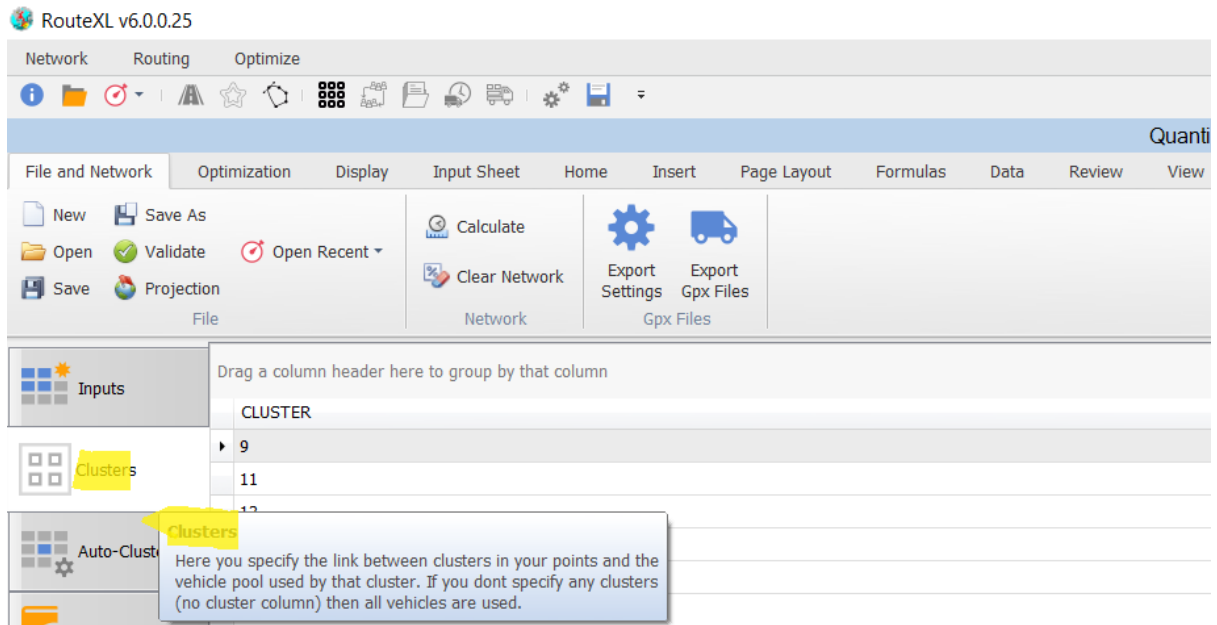 RouteXL v6.0.0.25
Network Routing Optimize
Quanti
File and Network Optimization Display Input Sheet Home Insert Page Layout Formulas Data Review View
New Save As
Open Validate Open Recent
Save Projection
File
Calculate
Clear Network
Network
Export Settings
Export Gpx Files
Gpx Files
Inputs
Clusters
Auto-Cluste
Drag a column header here to group by that column
CLUSTER
9
11
Clusters
Here you specify the link between clusters in your points and the
vehicle pool used by that cluster. If you dont specify any clusters
(no cluster column) then all vehicles are used.